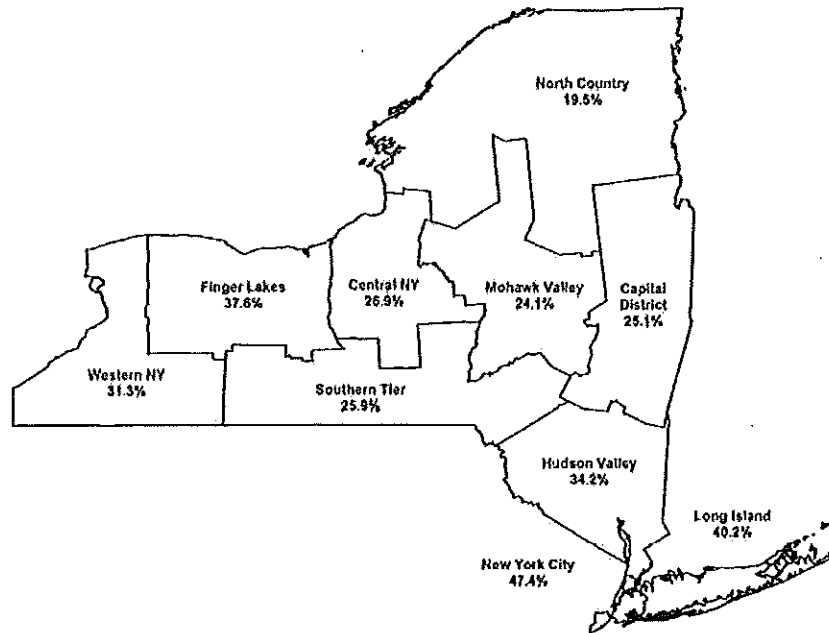 North Country
19.5%
Finger Lakes
37.6%
Central NY
26.9%
Mohawk Valley
24.1%
Capital
District
25.1%
Western NY
31.3%
Southern Tier
25.9%
Hudson Valley
34.2%
Long Island
40.2%
New York City
47.4%